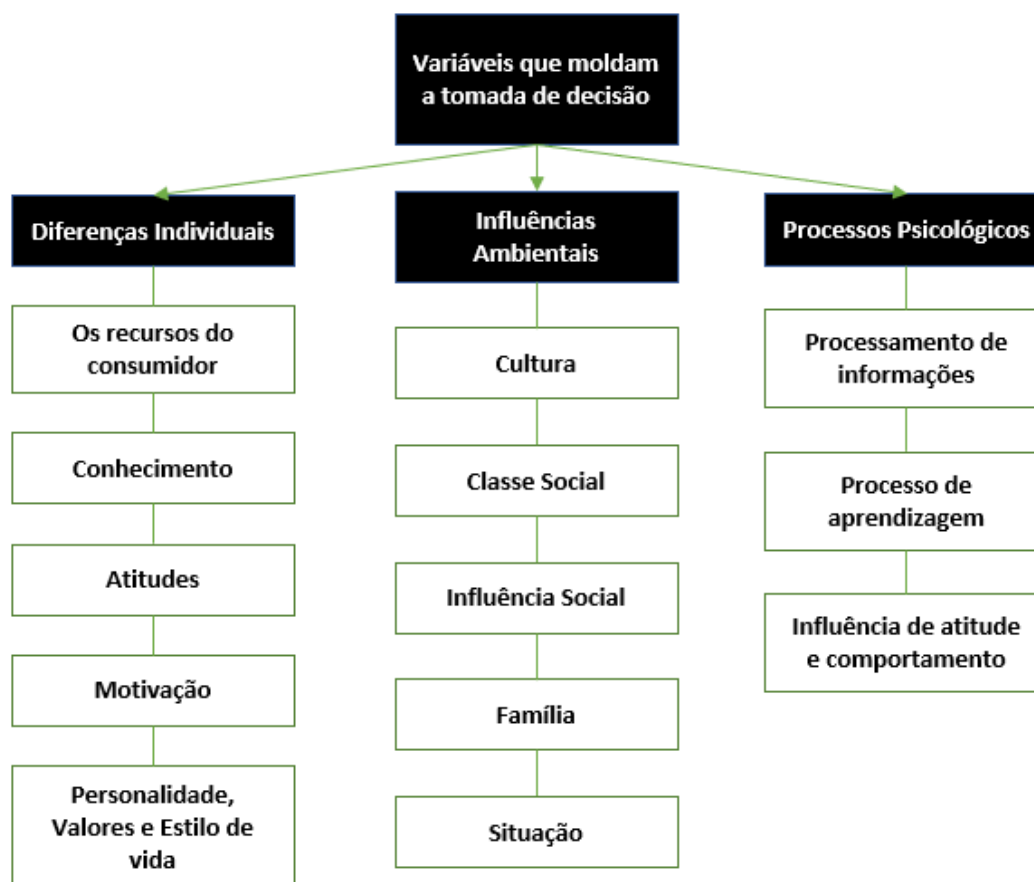 Variáveis que moldam
a tomada de decisão
Diferenças Individuais
Os recursos do
consumidor
Conhecimento
Atitudes
Motivação
Personalidade,
Valores e Estilo de
vida
Influências
Ambientais
Cultura
Classe Social
Influência Social
Família
Situação
Processos Psicológicos
Processamento de
informações
Processo de
aprendizagem
Influência de atitude
e comportamento